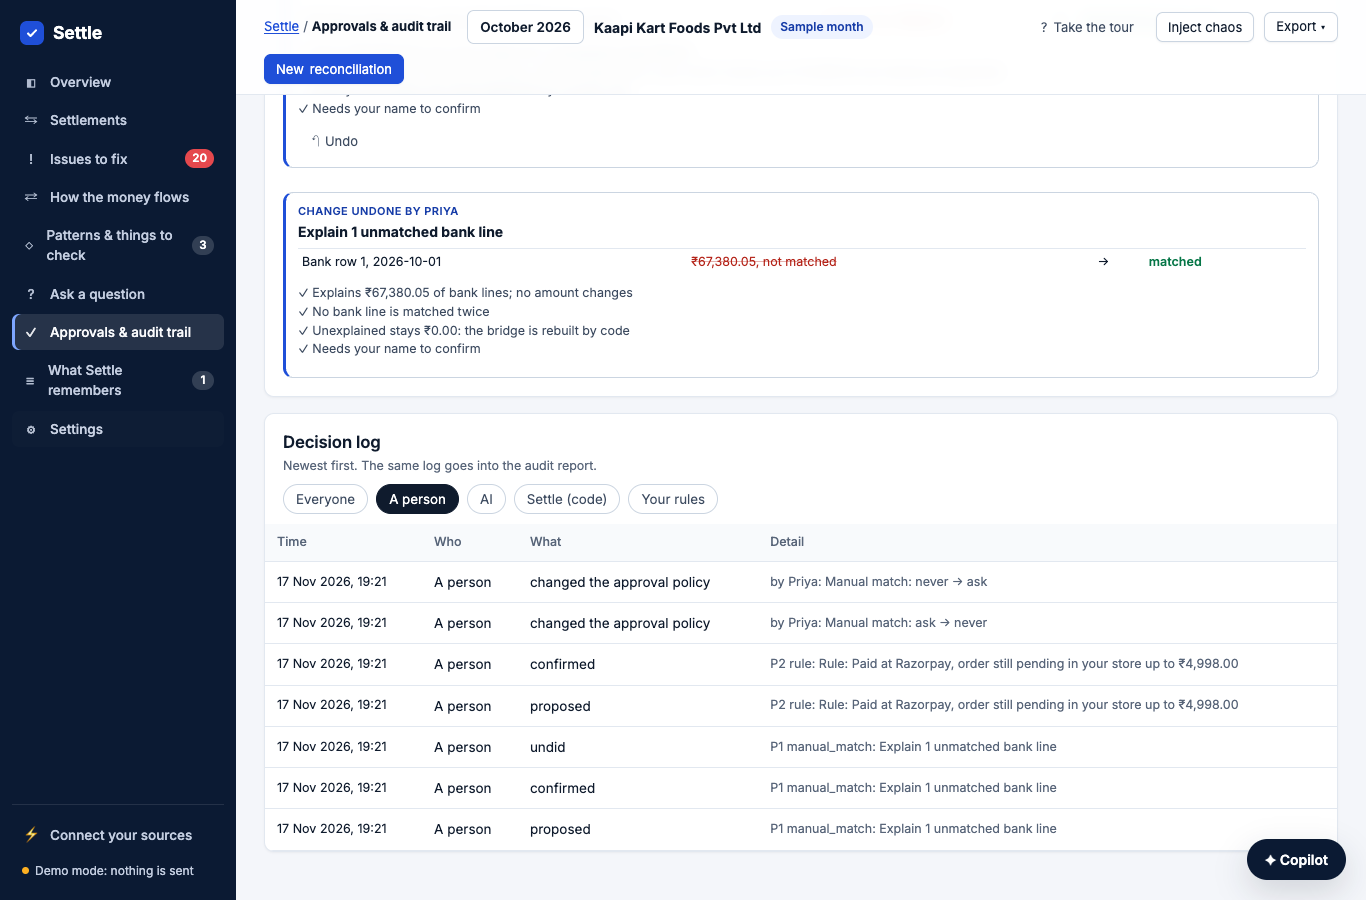 Settle
Overview
Settlements
Issues to fix
20
How the money flows
Patterns & things to check
3
Ask a question
Approvals & audit trail
What Settle remembers
1
Settings
Connect your sources
Demo mode: nothing is sent
Settle / Approvals & audit trail
October 2026
Kaapi Kart Foods Pvt Ltd
Sample month
? Take the tour
Inject chaos
Export
New reconciliation
✓ Needs your name to confirm
Undo
CHANGE UNDONE BY PRIYA
Explain 1 unmatched bank line
Bank row 1, 2026-10-01 ₹67,380.05, not matched → matched
✓ Explains ₹67,380.05 of bank lines; no amount changes
✓ No bank line is matched twice
✓ Unexplained stays ₹0.00: the bridge is rebuilt by code
✓ Needs your name to confirm
Decision log
Newest first. The same log goes into the audit report.
Everyone A person AI Settle (code) Your rules
Time Who What Detail
17 Nov 2026, 19:21 A person changed the approval policy by Priya: Manual match: never → ask
17 Nov 2026, 19:21 A person changed the approval policy by Priya: Manual match: ask → never
17 Nov 2026, 19:21 A person confirmed P2 rule: Rule: Paid at Razorpay, order still pending in your store up to ₹4,998.00
17 Nov 2026, 19:21 A person proposed P2 rule: Rule: Paid at Razorpay, order still pending in your store up to ₹4,998.00
17 Nov 2026, 19:21 A person undid P1 manual_match: Explain 1 unmatched bank line
17 Nov 2026, 19:21 A person confirmed P1 manual_match: Explain 1 unmatched bank line
17 Nov 2026, 19:21 A person proposed P1 manual_match: Explain 1 unmatched bank line
Copilot